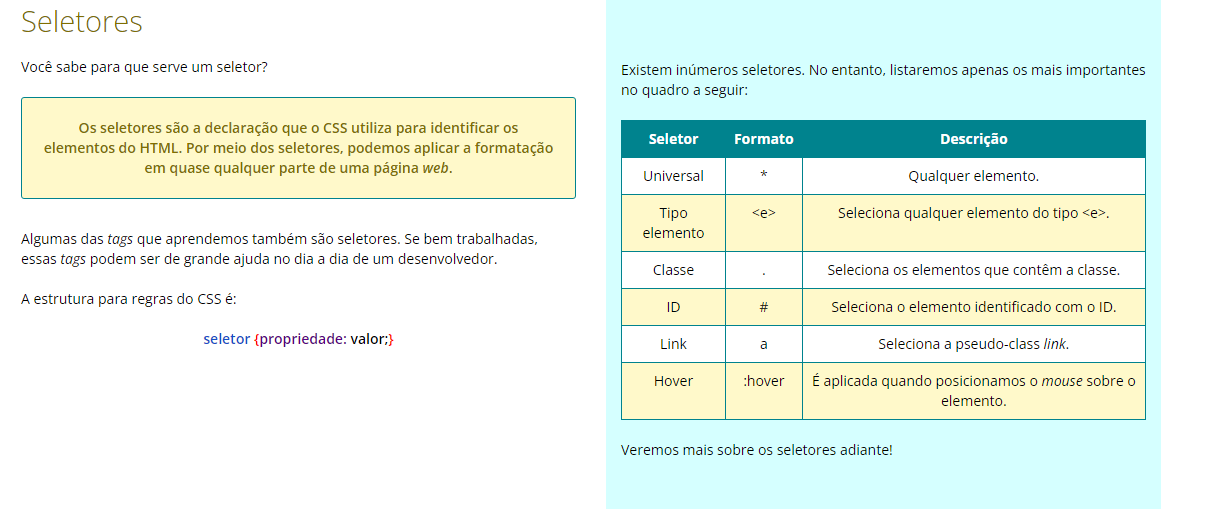 Seletores
Você sabe para que serve um seletor?
Os seletores são a declaração que o CSS utiliza para identificar os
elementos do HTML. Por meio dos seletores, podemos aplicar a formatação
em quase qualquer parte de uma página web.
Algumas das tags que aprendemos também são seletores. Se bem trabalhadas,
essas tags podem ser de grande ajuda no dia a dia de um desenvolvedor.
A estrutura para regras do CSS é:
seletor {propriedade: valor;}
Existem inúmeros seletores. No entanto, listaremos apenas os mais importantes
no quadro a seguir:
Seletor Formato Descrição
Universal * Qualquer elemento.
Tipo <e> Seleciona qualquer elemento do tipo <e>.
elemento
Classe . Seleciona os elementos que contêm a classe.
ID # Seleciona o elemento identificado com o ID.
Link a Seleciona a pseudo-class link.
Hover :hover É aplicada quando posicionamos o mouse sobre o
elemento.
Veremos mais sobre os seletores adiante!